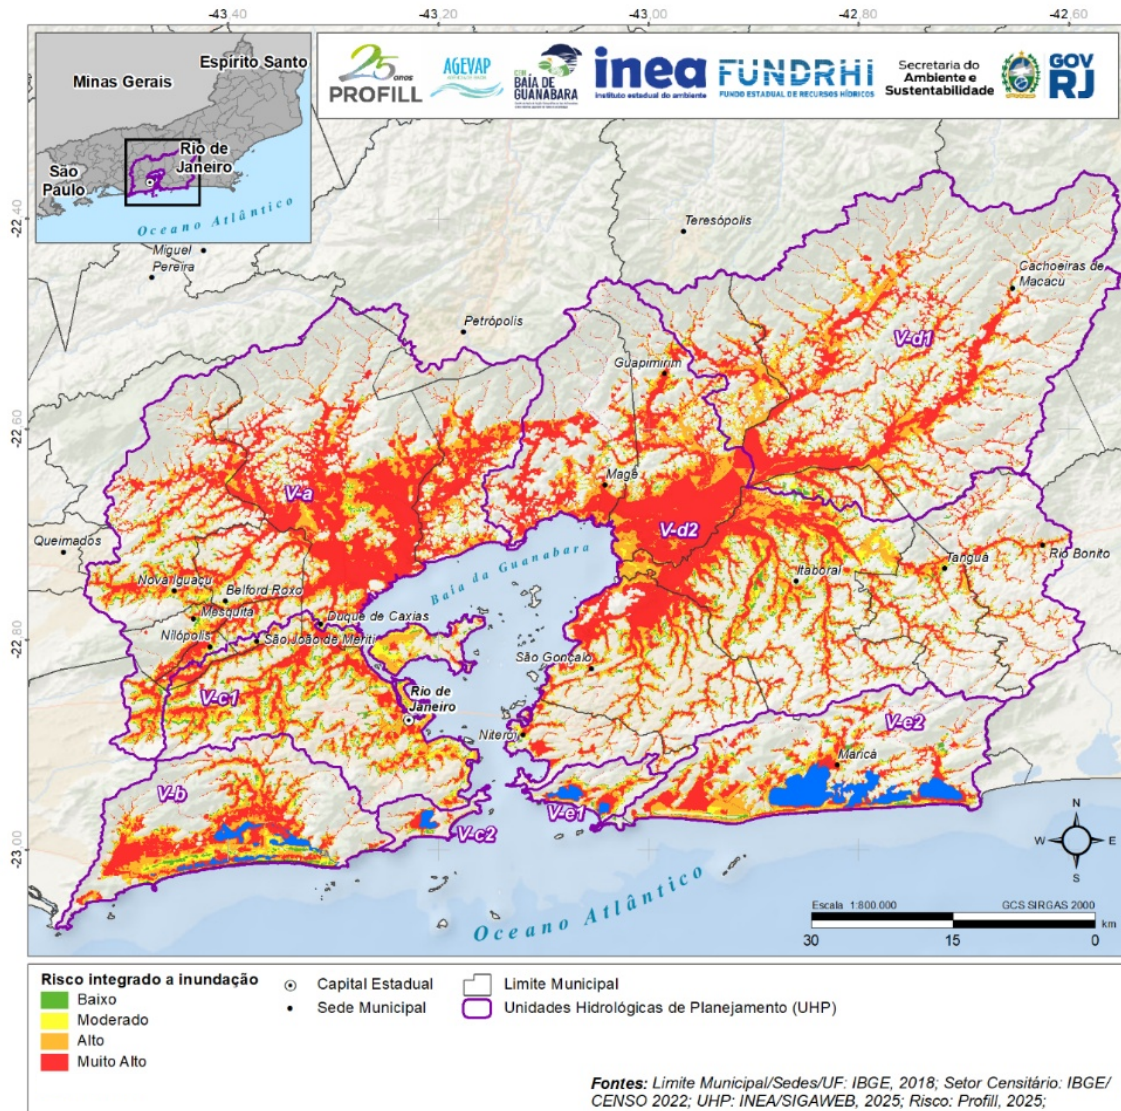 -43.40
-43.20
-43.00
-42.80
-42.60
Minas Gerais
Espírito Santo
Rio de
Janeiro
São
Paulo
Oceano Atlântico
25 anos
PROFILL
AGEVAP
BAÍA DE
GUANABARA
inea
instituto estadual do ambiente
FUNDRHI
FUNDO ESTADUAL DE RECURSOS HÍDRICOS
Secretaria do
Ambiente e
Sustentabilidade
GOV
RJ
-22.40
Miguel
Pereira
Teresópolis
Cachoeiras de
Macacu
Petrópolis
V-d1
Guapimirim
-22.60
Magé
V-a
V-d2
Queimados
Baía da Guanabara
Rio Bonito
Tanguá
Itaboraí
Nova Iguaçu
Belford Roxo
Mesquita
Duque de Caxias
-22.80
Nilópolis
São João de Meriti
São Gonçalo
V-c1
Rio de
Janeiro
V-e2
Niterói
Maricá
V-b
V-e1
V-c2
-23.00
N
W
E
S
Oceano Atlântico
Escala 1:800.000
GCS SIRGAS 2000
km
30
15
0
Risco integrado a inundação
Baixo
Moderado
Alto
Muito Alto
Capital Estadual
Sede Municipal
Limite Municipal
Unidades Hidrológicas de Planejamento (UHP)
Fontes: Limite Municipal/Sedes/UF: IBGE, 2018; Setor Censitário: IBGE/
CENSO 2022; UHP: INEA/SIGAWEB, 2025; Risco: Profill, 2025;